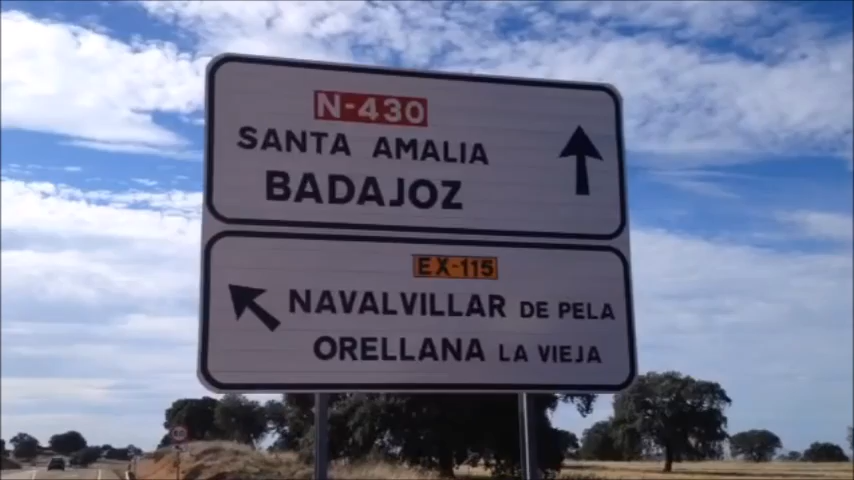 N-430
SANTA AMALIA
BADAJOZ
EX-115
NAVALVILLAR DE PELA
ORELLANA LA VIEJA